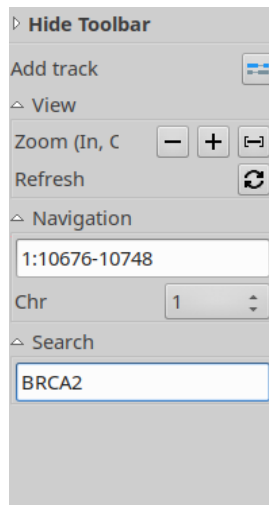 Hide Toolbar
Add track
View
Zoom (In, C
Refresh
Navigation
1:10676-10748
Chr 1
Search
BRCA2